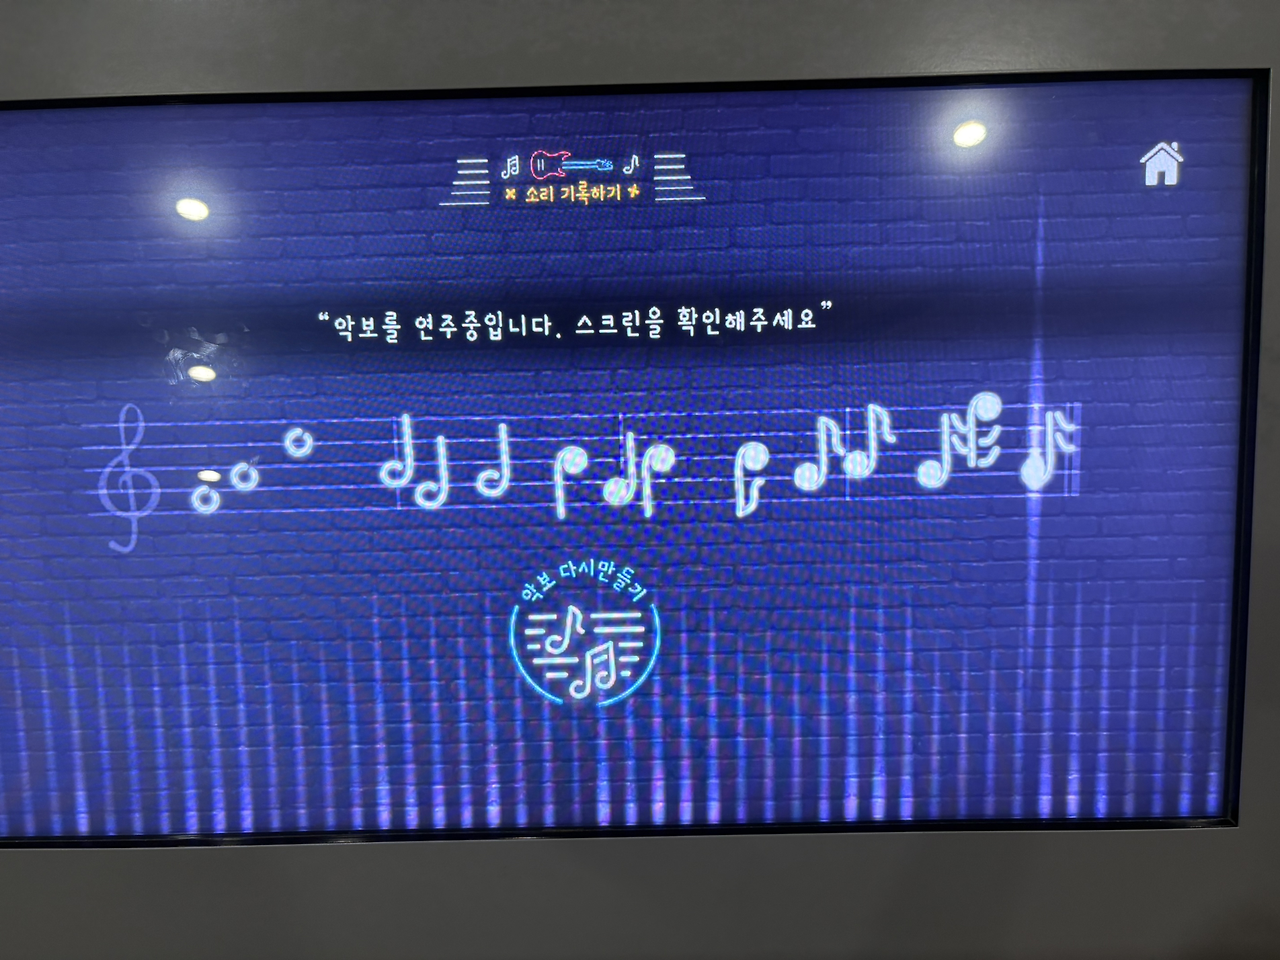 소리 기록하기
“악보를 연주중입니다. 스크린을 확인해주세요”
악보 다시만들기